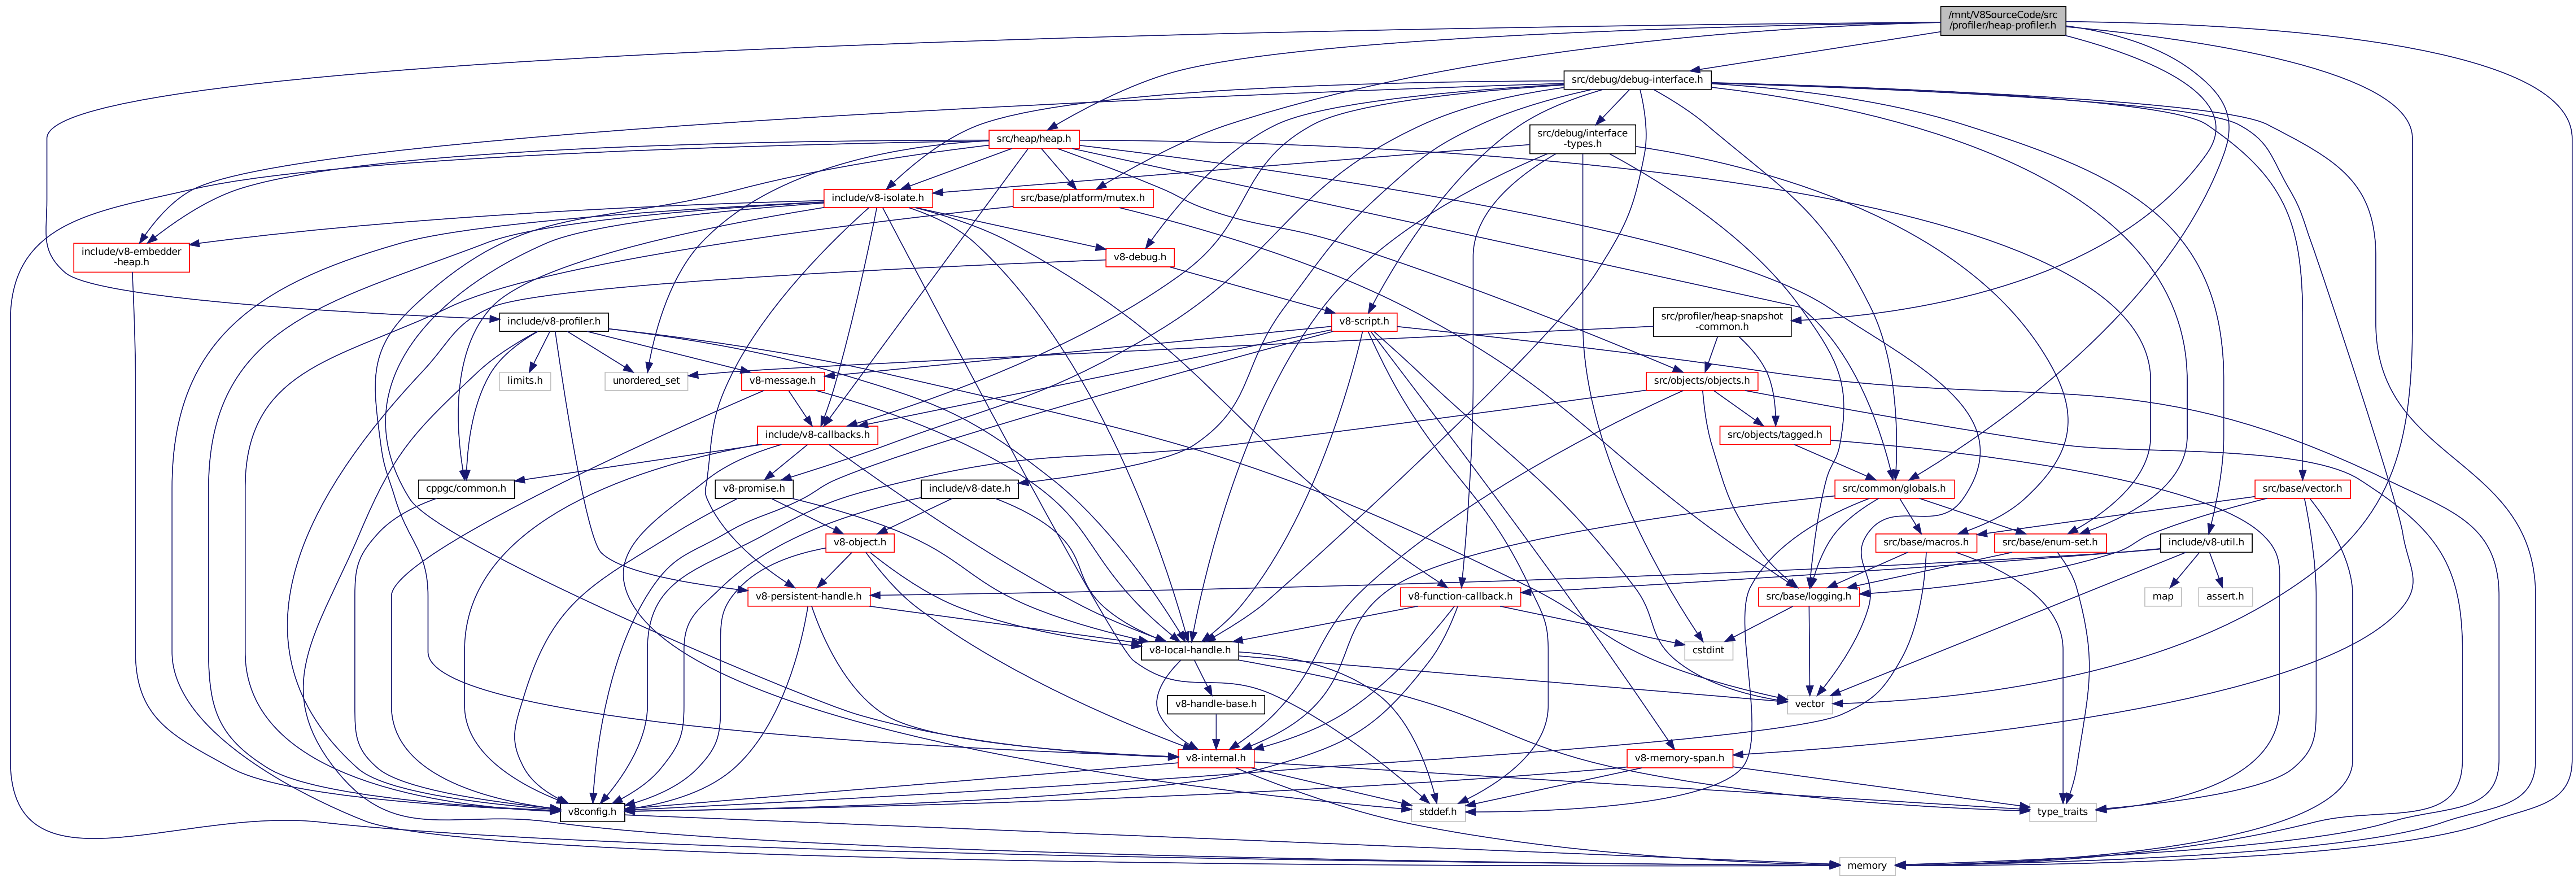 /mnt/V8SourceCode/src
/profiler/heap-profiler.h
src/debug/debug-interface.h
src/heap/heap.h
src/debug/interface
-types.h
include/v8-isolate.h
src/base/platform/mutex.h
include/v8-embedder
-heap.h
v8-debug.h
include/v8-profiler.h
v8-script.h
src/profiler/heap-snapshot
-common.h
limits.h
unordered_set
v8-message.h
src/objects/objects.h
include/v8-callbacks.h
src/objects/tagged.h
cppgc/common.h
v8-promise.h
include/v8-date.h
src/common/globals.h
src/base/vector.h
v8-object.h
src/base/macros.h
src/base/enum-set.h
include/v8-util.h
v8-persistent-handle.h
v8-function-callback.h
src/base/logging.h
map
assert.h
v8-local-handle.h
cstdint
v8-handle-base.h
vector
v8-internal.h
v8-memory-span.h
v8config.h
stddef.h
type_traits
memory